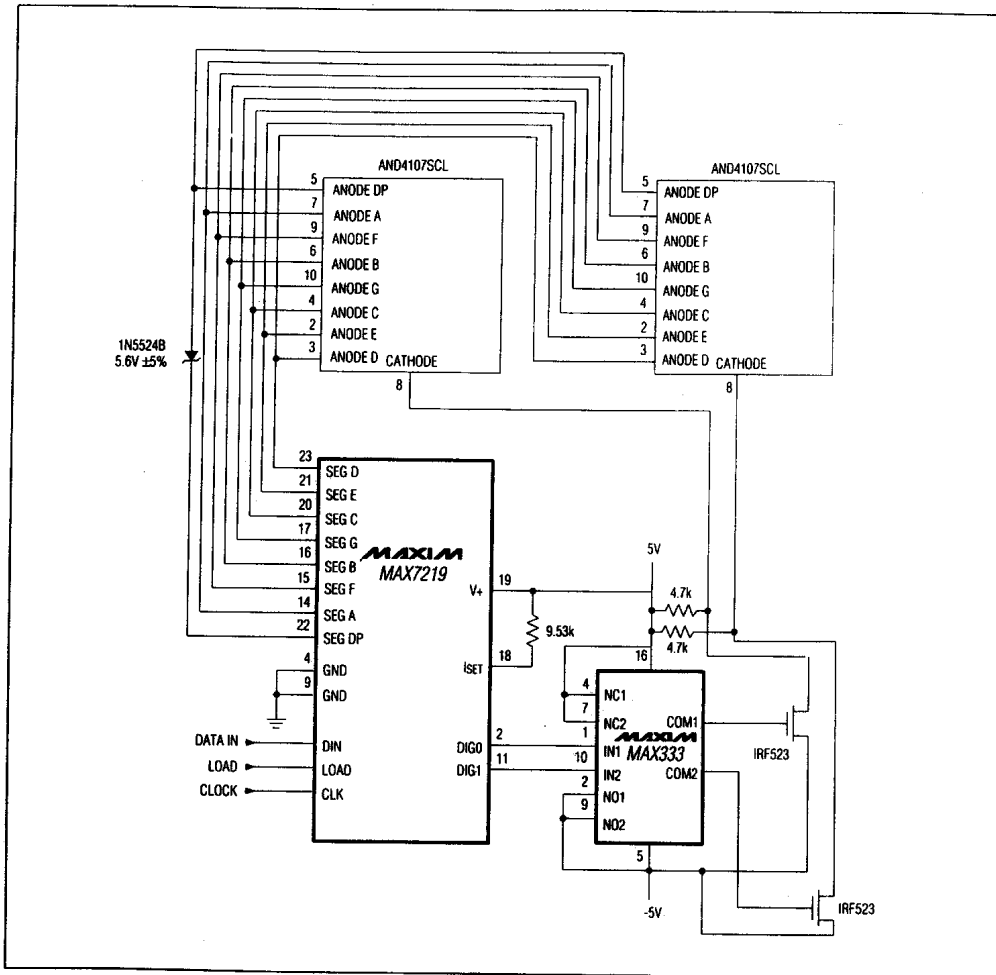 AND4107SCL
5 ANODE DP
7 ANODE A
9 ANODE F
6 ANODE B
10 ANODE G
4 ANODE C
2 ANODE E
3 ANODE D
CATHODE
8
AND4107SCL
5 ANODE DP
7 ANODE A
9 ANODE F
6 ANODE B
10 ANODE G
4 ANODE C
2 ANODE E
3 ANODE D
CATHODE
8
1N5524B
5.6V ±5%
23 SEG D
21 SEG E
20 SEG C
17 SEG G
16 SEG B
15 SEG F
14 SEG A
22 SEG DP
4 GND
9 GND
DATA IN DIN
LOAD LOAD
CLOCK CLK
MAXIM
MAX7219
V+ 19
ISET 18
DIG0 2
DIG1 11
9.53k
5V
4.7k
4.7k
16
4 NC1
7 NC2
1 IN1
10 IN2
2 NO1
9 NO2
COM1
MAXIM
MAX333
COM2
5
-5V
IRF523
IRF523